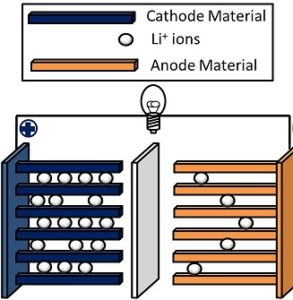 Cathode Material
Li⁺ ions
Anode Material
+